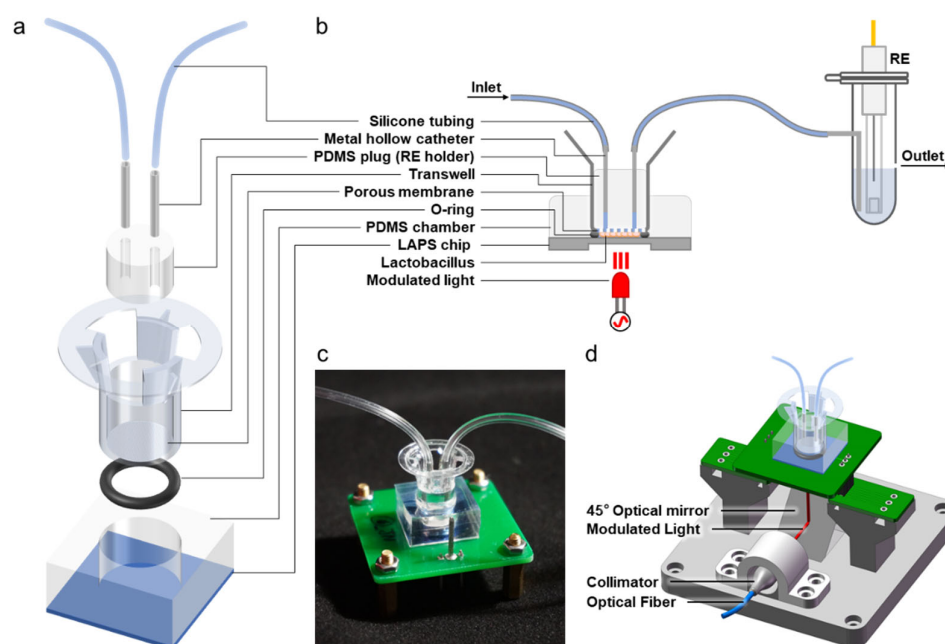 a
b
RE
Inlet
Silicone tubing
Metal hollow catheter
PDMS plug (RE holder)
Transwell
Outlet
Porous membrane
O-ring
PDMS chamber
LAPS chip
Lactobacillus
Modulated light
c
d
45° Optical mirror
Modulated Light
Collimator
Optical Fiber